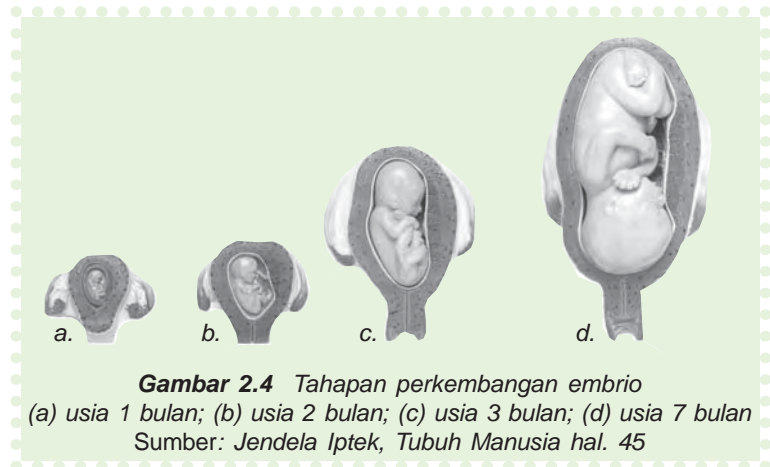 a. b. c. d.
Gambar 2.4 Tahapan perkembangan embrio
(a) usia 1 bulan; (b) usia 2 bulan; (c) usia 3 bulan; (d) usia 7 bulan
Sumber: Jendela Iptek, Tubuh Manusia hal. 45